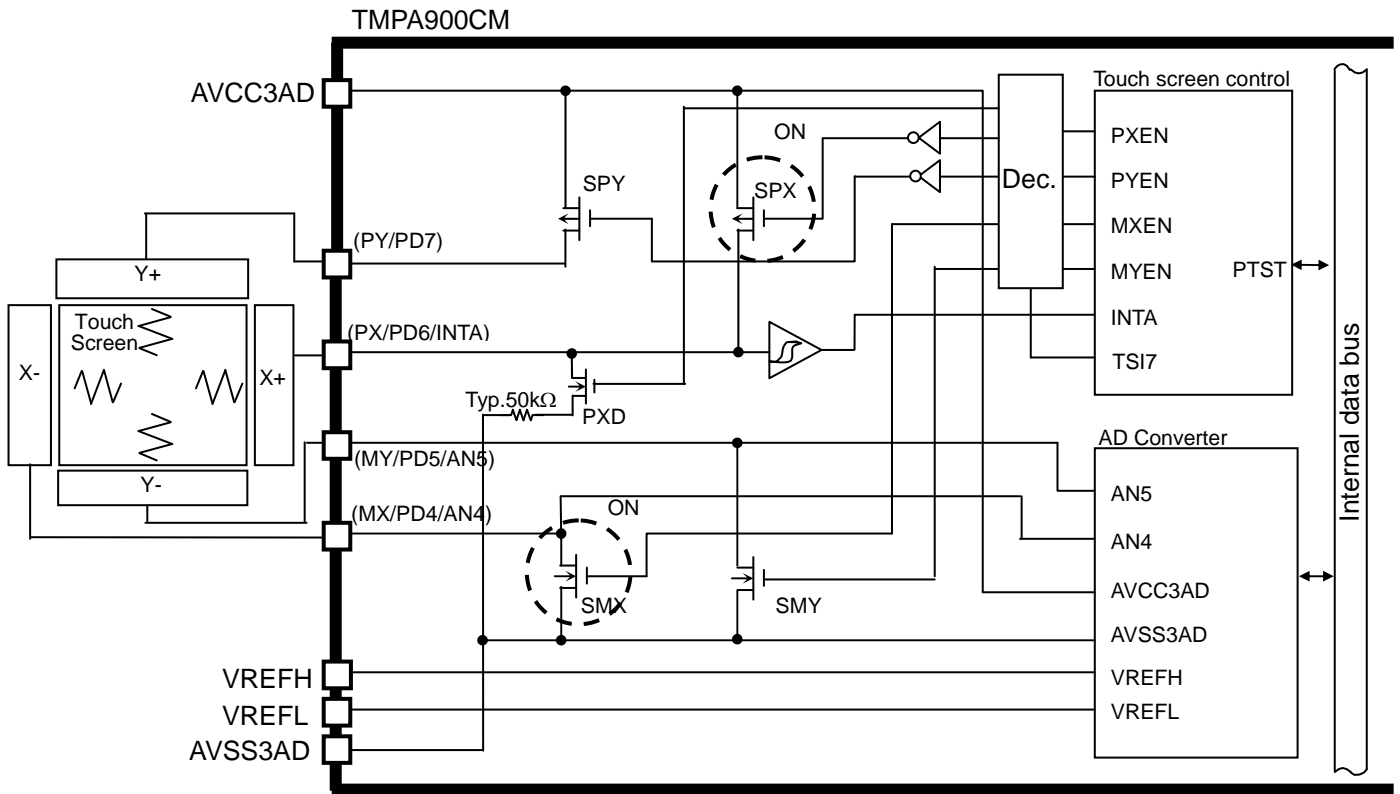 TMPA900CM
AVCC3AD
Touch screen control
ON
PXEN
SPY
SPX
Dec.
PYEN
MXEN
(PY/PD7)
MYEN
PTST
Y+
INTA
(PX/PD6/INTA)
Touch
Screen
TSI7
X-
X+
Typ.50kΩ
PXD
AD Converter
(MY/PD5/AN5)
Y-
AN5
(MX/PD4/AN4)
ON
AN4
SMX
SMY
AVCC3AD
AVSS3AD
VREFH
VREFH
VREFL
VREFL
AVSS3AD
Internal data bus